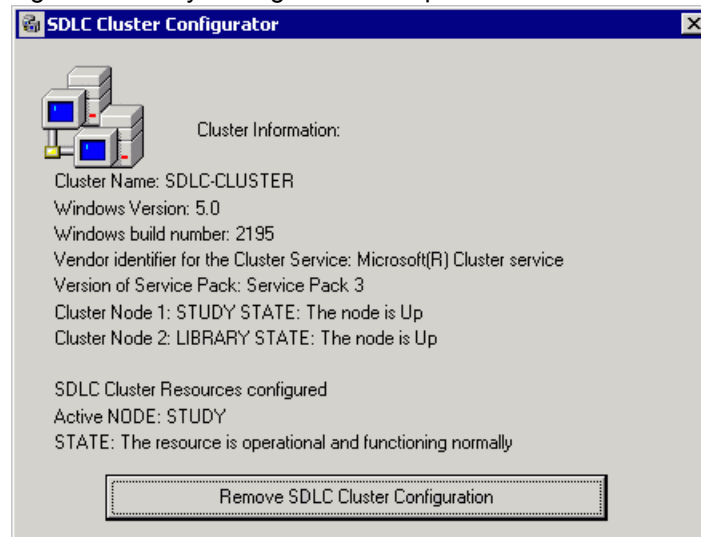 SDLC Cluster Configurator
Cluster Information:
Cluster Name: SDLC-CLUSTER
Windows Version: 5.0
Windows build number: 2195
Vendor identifier for the Cluster Service: Microsoft(R) Cluster service
Version of Service Pack: Service Pack 3
Cluster Node 1: STUDY STATE: The node is Up
Cluster Node 2: LIBRARY STATE: The node is Up
SDLC Cluster Resources configured
Active NODE: STUDY
STATE: The resource is operational and functioning normally
Remove SDLC Cluster Configuration